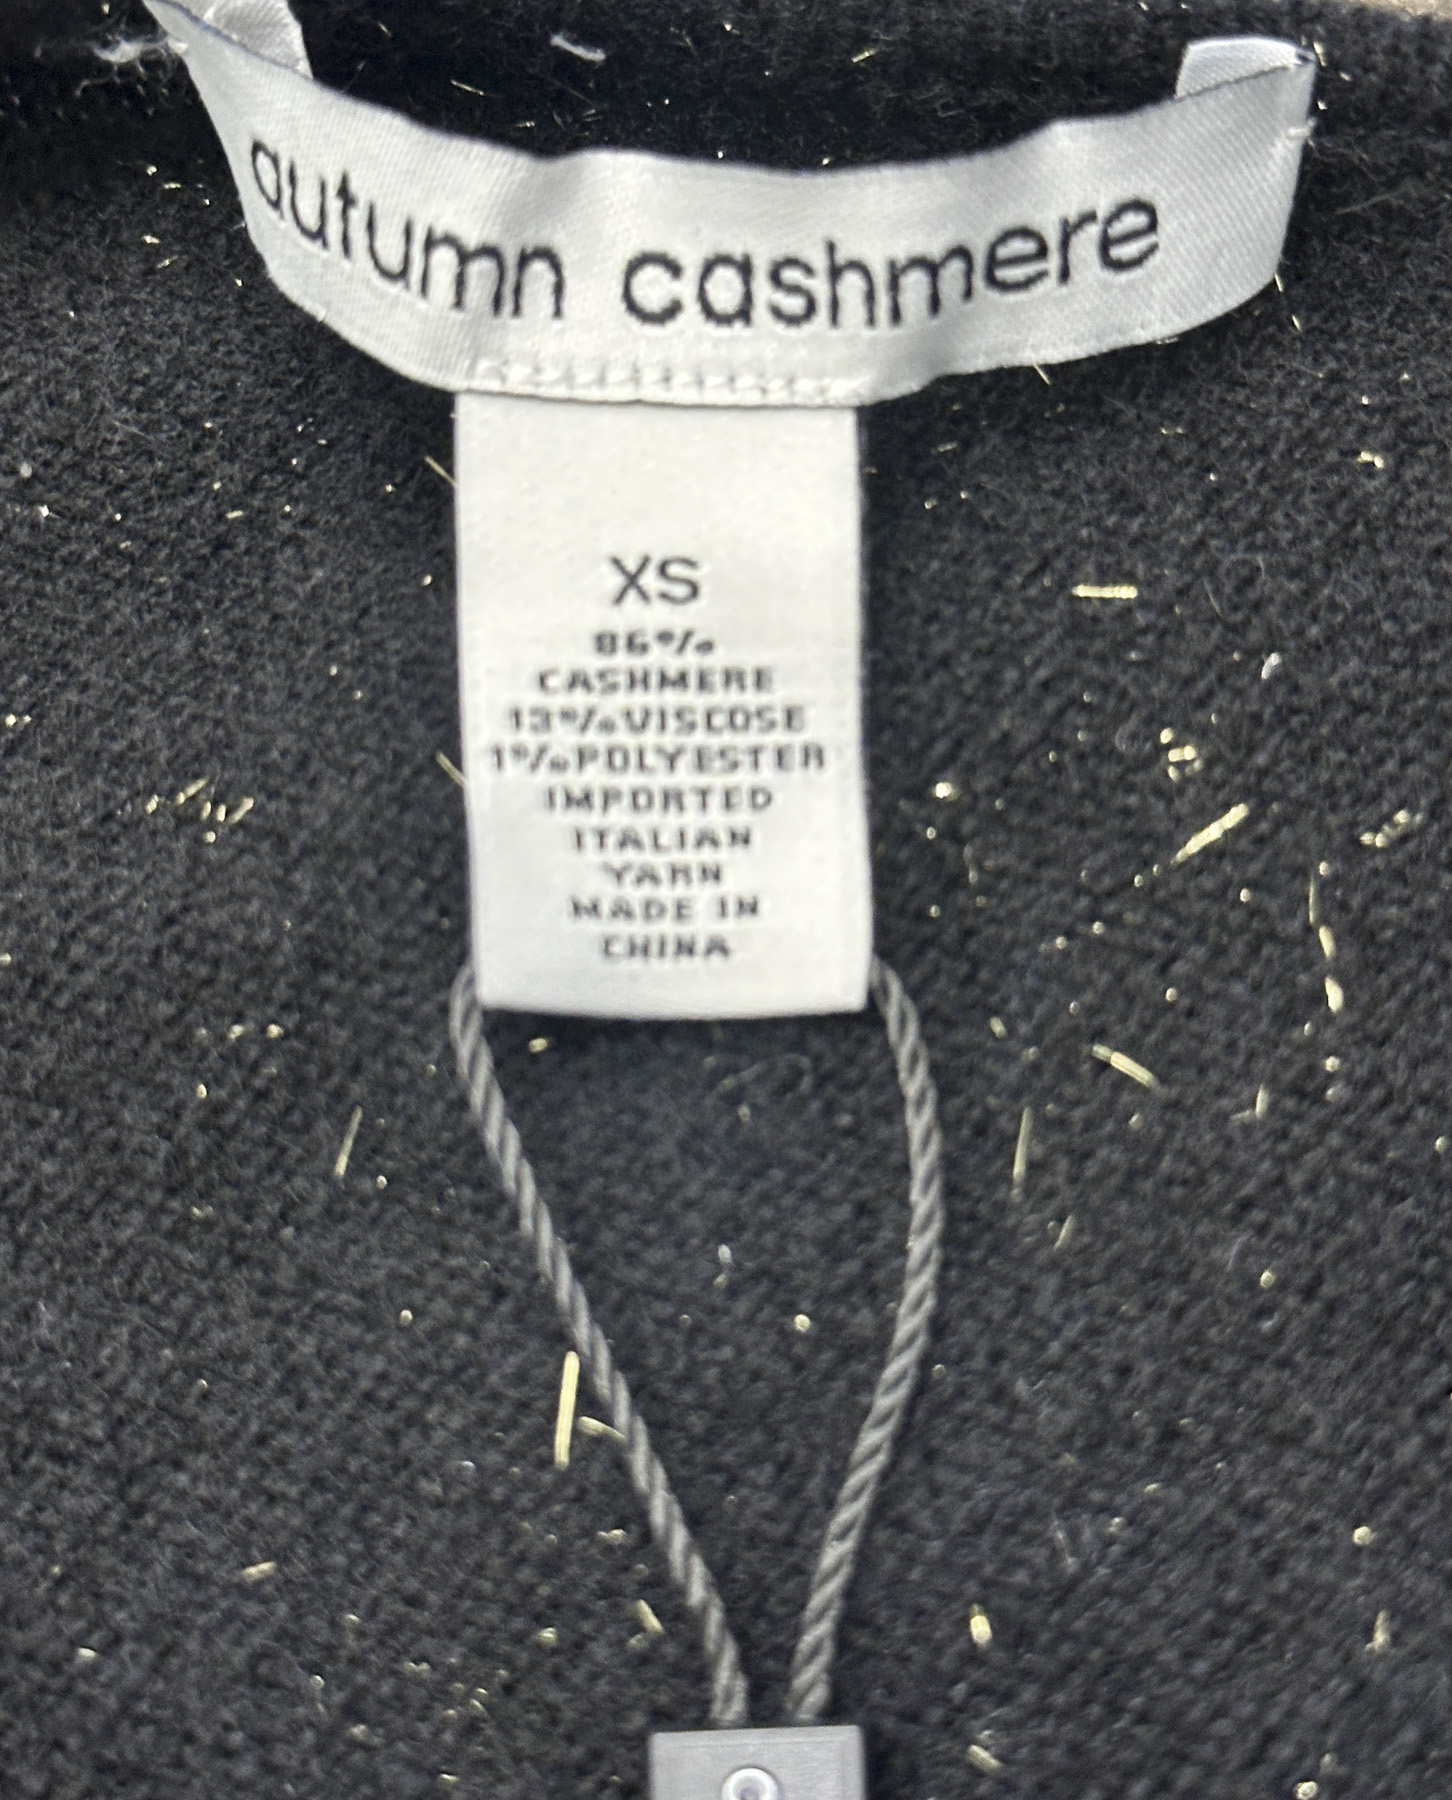 autumn cashmere
XS
86%
CASHMERE
13%VISCOSE
1%POLYESTER
IMPORTED
ITALIAN
YARN
MADE IN
CHINA